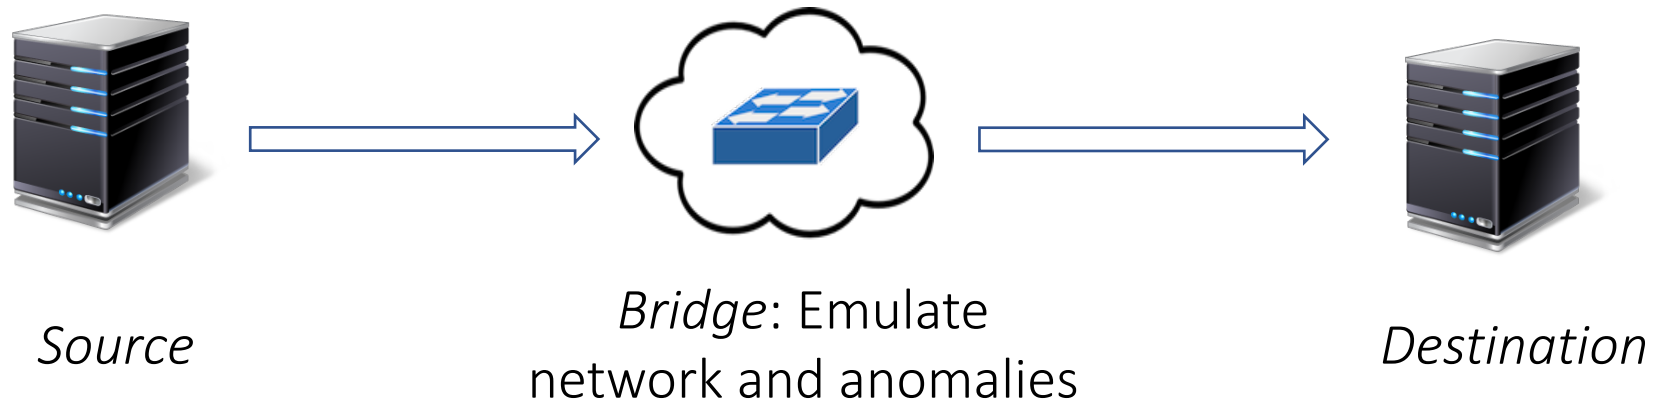 Source
Bridge: Emulate
network and anomalies
Destination